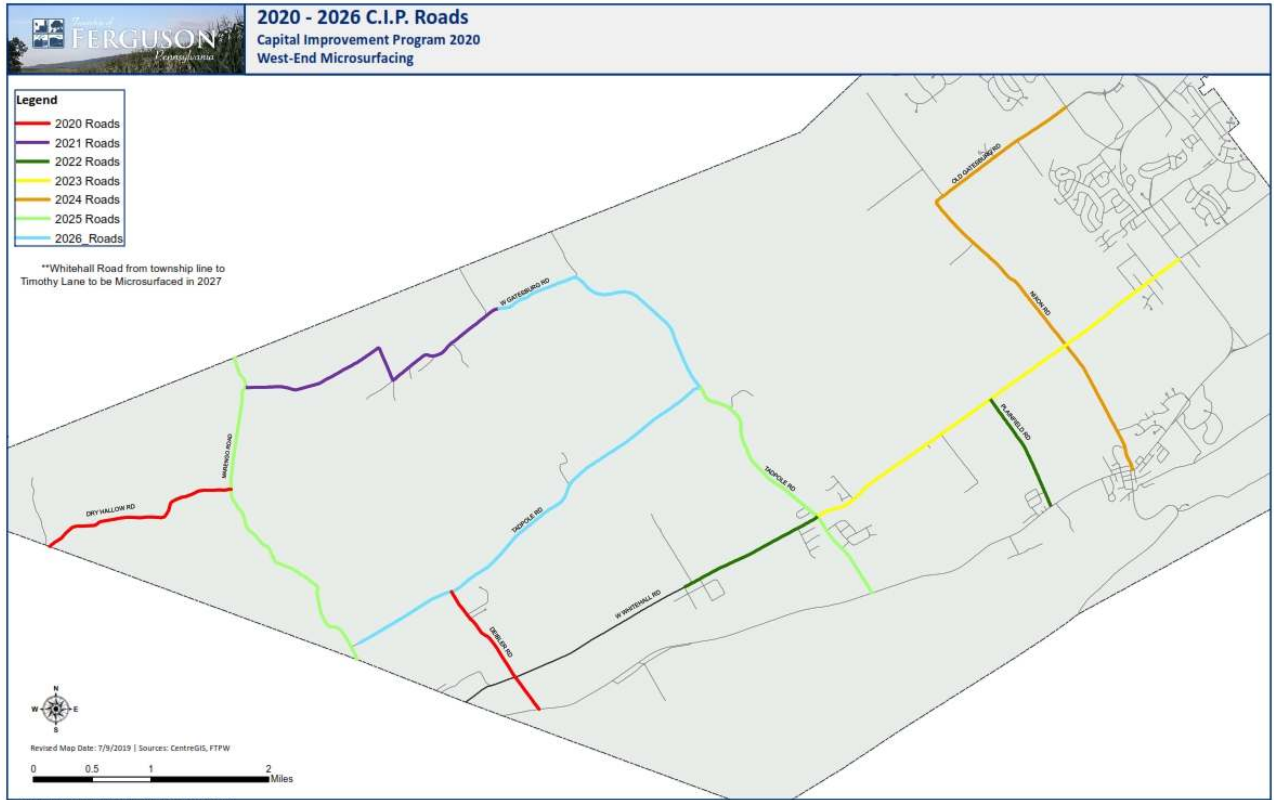 Township of
FERGUSON
Pennsylvania
2020 - 2026 C.I.P. Roads
Capital Improvement Program 2020
West-End Microsurfacing
Legend
2020 Roads
2021 Roads
2022 Roads
2023 Roads
2024 Roads
2025 Roads
2026_Roads
**Whitehall Road from township line to
Timothy Lane to be Microsurfaced in 2027
OLD GATESBURG RD
W GATESBURG RD
NIXON RD
PLAINFIELD RD
MARENGO ROAD
TADPOLE RD
DRY HALLOW RD
TADPOLE RD
W WHITEHALL RD
DEIBLER RD
N
W E
S
Revised Map Date: 7/9/2019 | Sources: CentreGIS, FTPW
0 0.5 1 2
Miles